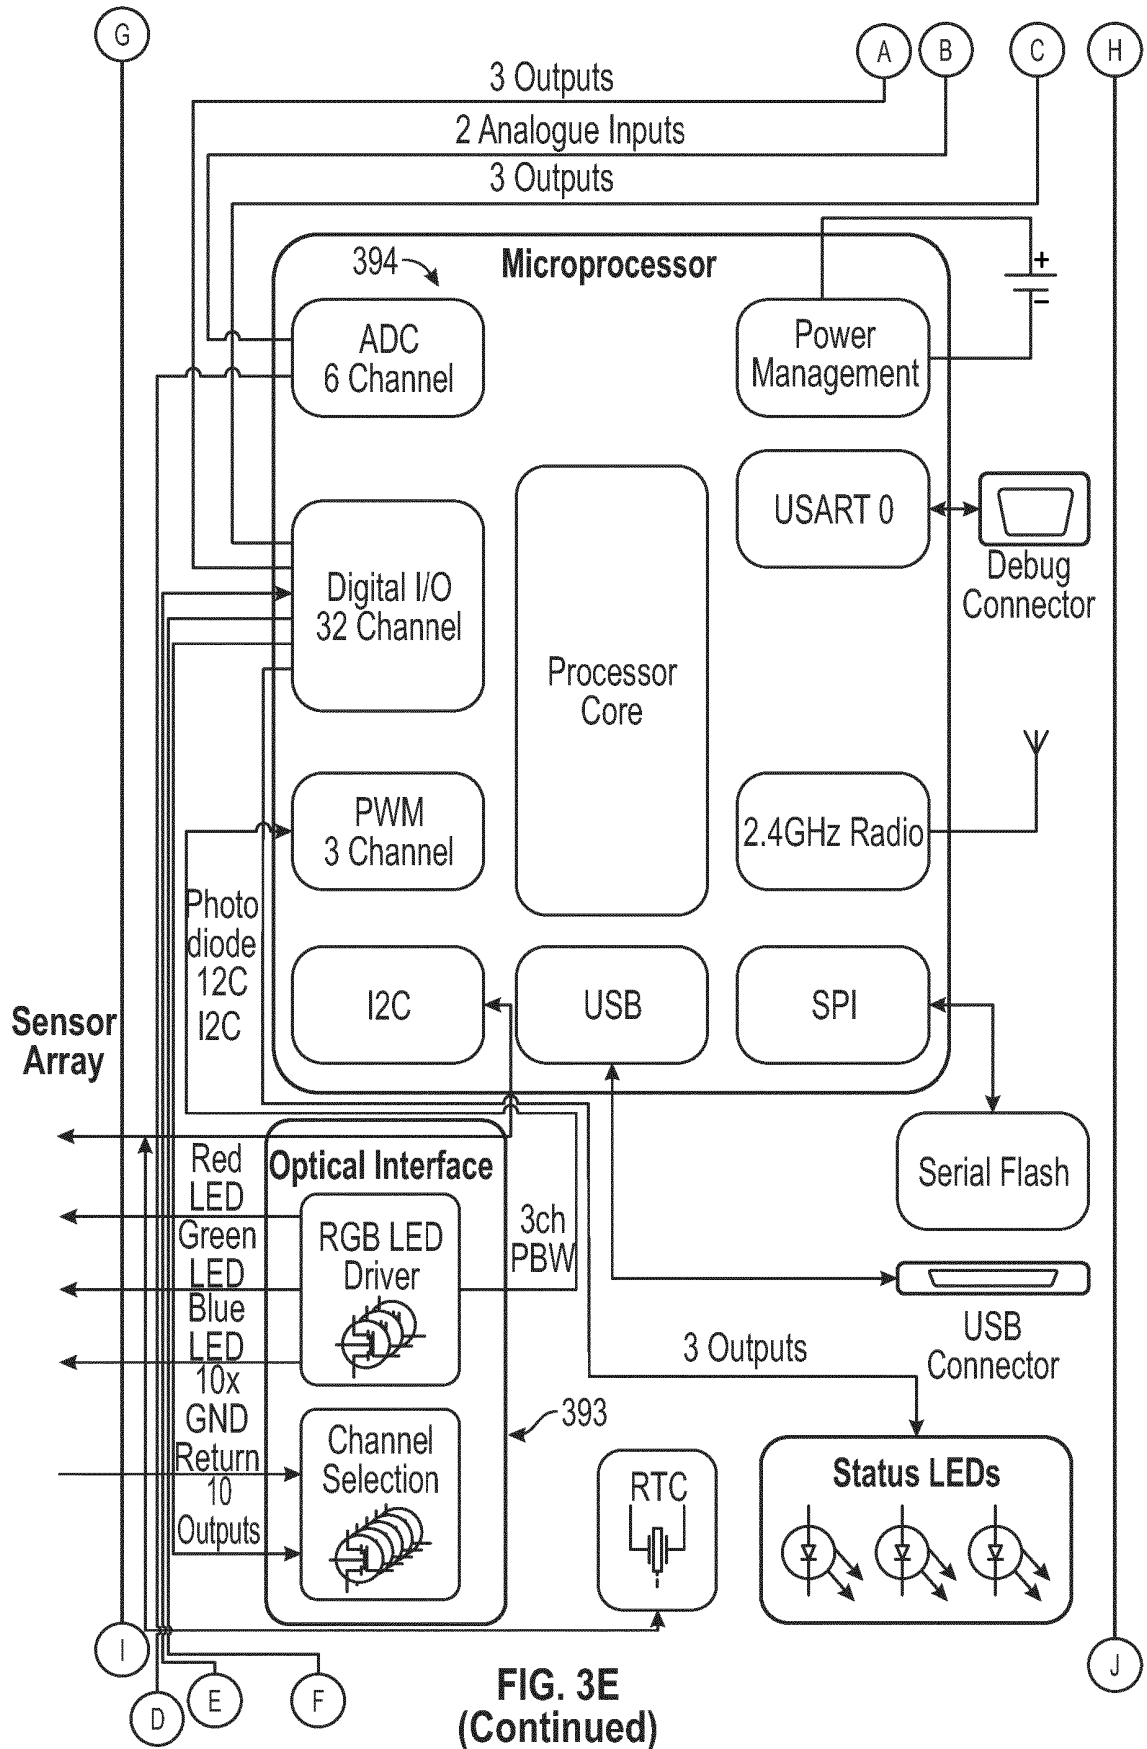 G
A
B
C
H
3 Outputs
2 Analogue Inputs
3 Outputs
Microprocessor
394
ADC
6 Channel
Power
Management
+
−
USART 0
Debug
Connector
Digital I/O
32 Channel
Processor
Core
PWM
3 Channel
2.4GHz Radio
Photo
diode
12C
I2C
I2C
USB
SPI
Sensor
Array
Serial Flash
Optical Interface
Red
LED
Green
LED
Blue
LED
10x
GND
Return
10
Outputs
RGB LED
Driver
3ch
PBW
USB
Connector
3 Outputs
393
Channel
Selection
RTC
Status LEDs
I
D
E
F
J
FIG. 3E
(Continued)